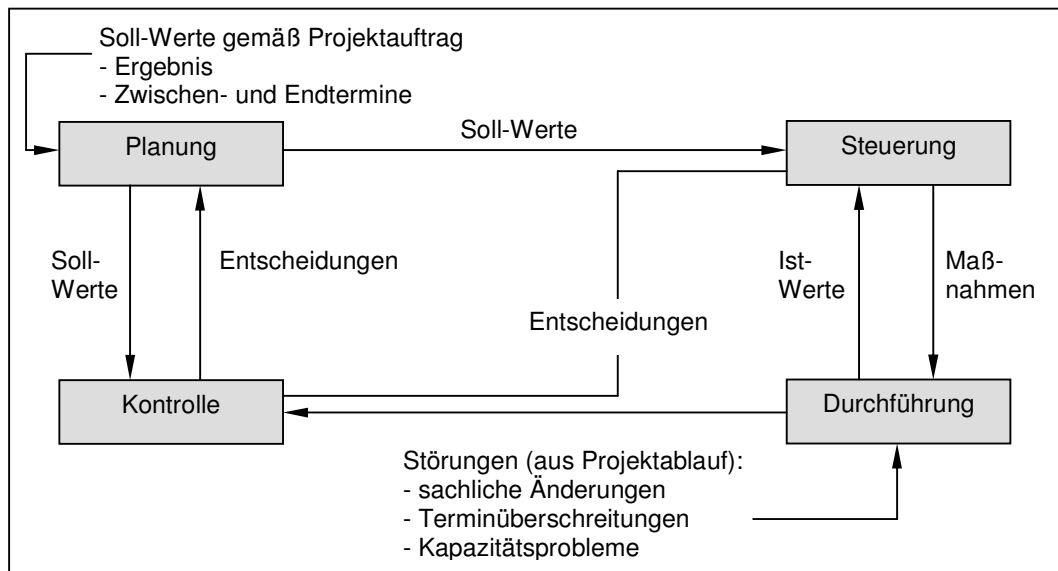 Soll-Werte gemäß Projektauftrag
- Ergebnis
- Zwischen- und Endtermine
Planung
Soll-Werte
Steuerung
Soll-
Werte
Entscheidungen
Ist-
Werte
Maß-
nahmen
Entscheidungen
Kontrolle
Durchführung
Störungen (aus Projektablauf):
- sachliche Änderungen
- Terminüberschreitungen
- Kapazitätsprobleme